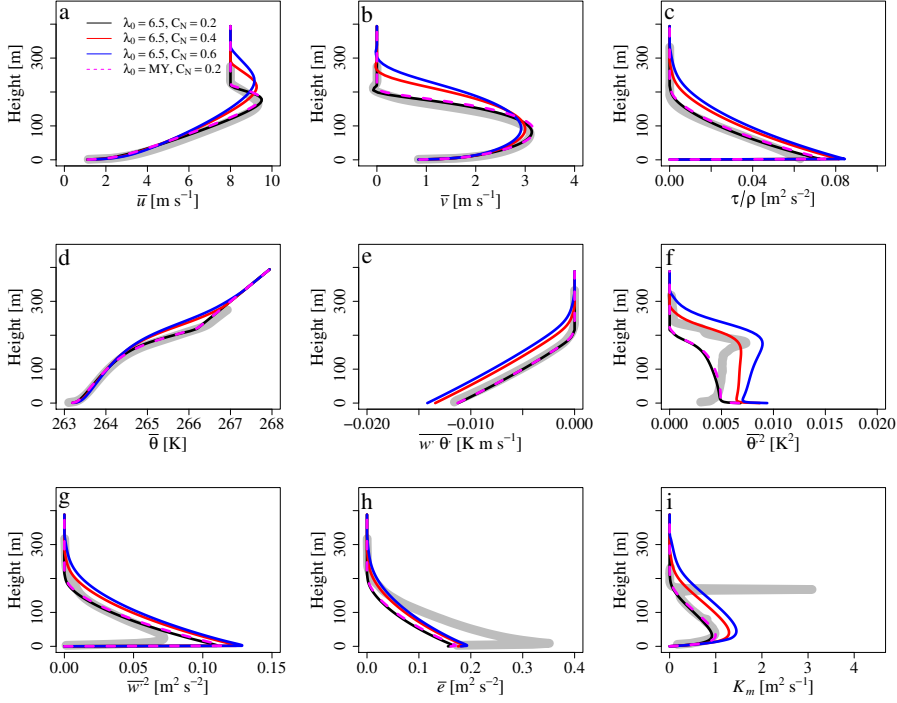 a
λ₀ = 6.5, C_N = 0.2
λ₀ = 6.5, C_N = 0.4
λ₀ = 6.5, C_N = 0.6
λ₀ = MY, C_N = 0.2
Height [m]
0 100 300
0 2 4 6 8 10
u̅ [m s⁻¹]
b
Height [m]
0 100 300
0 1 2 3 4
v̅ [m s⁻¹]
c
Height [m]
0 100 300
0.00 0.04 0.08
τ/ρ [m² s⁻²]
d
Height [m]
0 100 300
263 264 265 266 267 268
θ̅ [K]
e
Height [m]
0 100 300
−0.020 −0.010 0.000
w′ θ′ [K m s⁻¹]
f
Height [m]
0 100 300
0.000 0.005 0.010 0.015 0.020
θ′² [K²]
g
Height [m]
0 100 300
0.00 0.05 0.10 0.15
w′² [m² s⁻²]
h
Height [m]
0 100 300
0.0 0.1 0.2 0.3 0.4
e̅ [m² s⁻²]
i
Height [m]
0 100 300
0 1 2 3 4
K_m [m² s⁻¹]